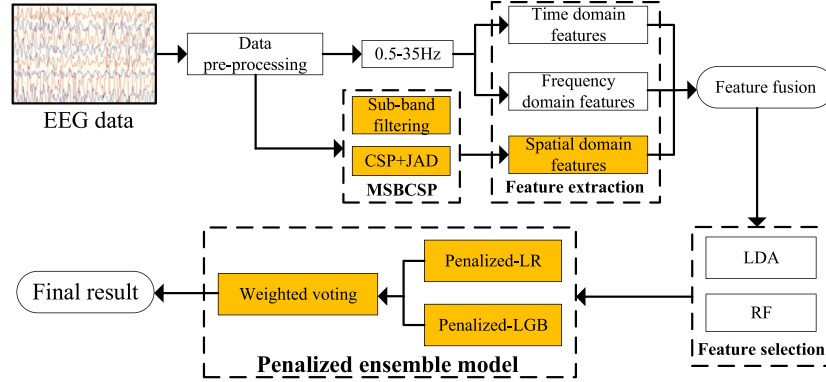 EEG data
Data
pre-processing
0.5-35Hz
Time domain
features
Frequency
domain features
Sub-band
filtering
CSP+JAD
MSBCSP
Spatial domain
features
Feature extraction
Feature fusion
LDA
RF
Feature selection
Penalized-LR
Penalized-LGB
Weighted voting
Penalized ensemble model
Final result